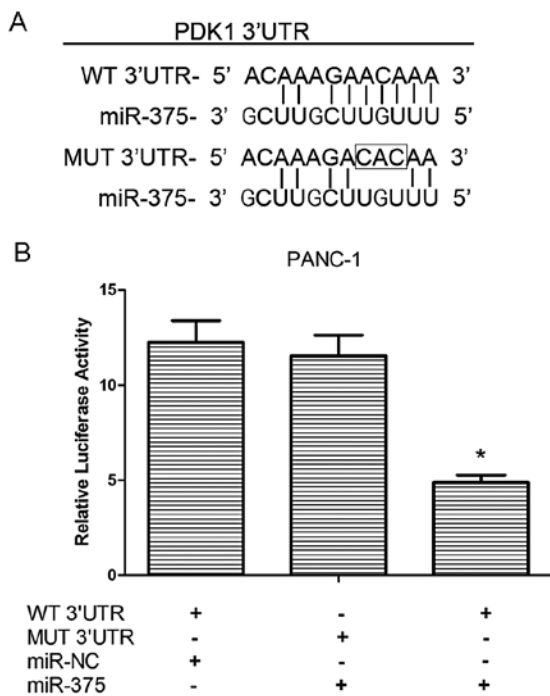 A
PDK1 3'UTR
WT 3'UTR- 5' ACAAAGAACAAA 3'
miR-375- 3' GCUUGCUUGUUU 5'
MUT 3'UTR- 5' ACAAAGACACAA 3'
miR-375- 3' GCUUGCUUGUUU 5'
B
PANC-1
Relative Luciferase Activity
15
10
5
0
*
WT 3'UTR + - +
MUT 3'UTR - + -
miR-NC + - -
miR-375 - + +